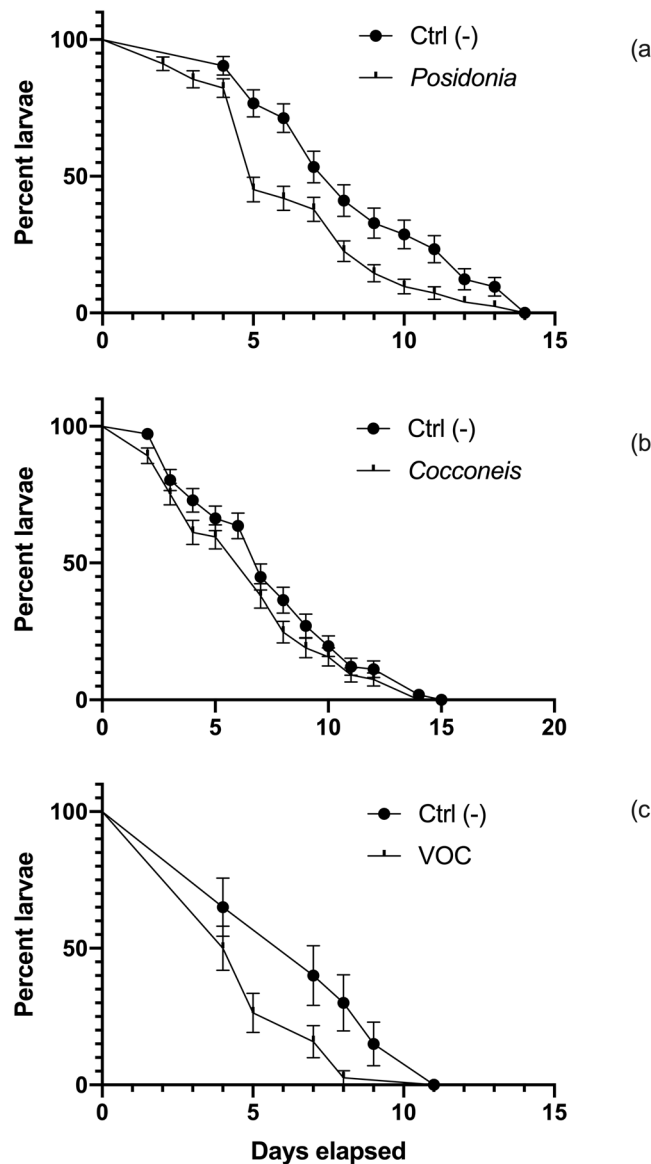 Ctrl (-)
Posidonia
(a
Percent larvae
100
50
0
0 5 10 15
Ctrl (-)
Cocconeis
(b
Percent larvae
100
50
0
0 5 10 15 20
Ctrl (-)
VOC
(c
Percent larvae
100
50
0
0 5 10 15
Days elapsed